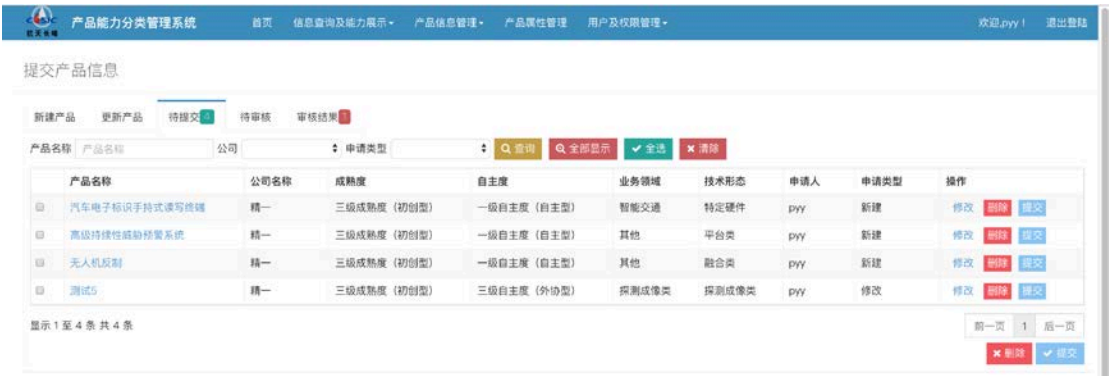 CASIC
航天长峰
产品能力分类管理系统 首页 信息查询及能力展示 产品信息管理 产品属性管理 用户及权限管理 欢迎,pyy！ 退出登陆
提交产品信息
新建产品 更新产品 待提交 4 待审核 审核结果 1
产品名称 产品名称 公司 申请类型 查询 全部显示 全选 清除
产品名称 公司名称 成熟度 自主度 业务领域 技术形态 申请人 申请类型 操作
汽车电子标识手持式读写终端 精一 三级成熟度（初创型） 一级自主度（自主型） 智能交通 特定硬件 pyy 新建 修改 删除 提交
高级持续性威胁预警系统 精一 三级成熟度（初创型） 一级自主度（自主型） 其他 平台类 pyy 新建 修改 删除 提交
无人机反制 精一 三级成熟度（初创型） 一级自主度（自主型） 其他 融合类 pyy 新建 修改 删除 提交
测试5 精一 三级成熟度（初创型） 三级自主度（外协型） 探测成像类 探测成像类 pyy 修改 修改 删除 提交
显示 1 至 4 条 共 4 条 前一页 1 后一页
删除 提交